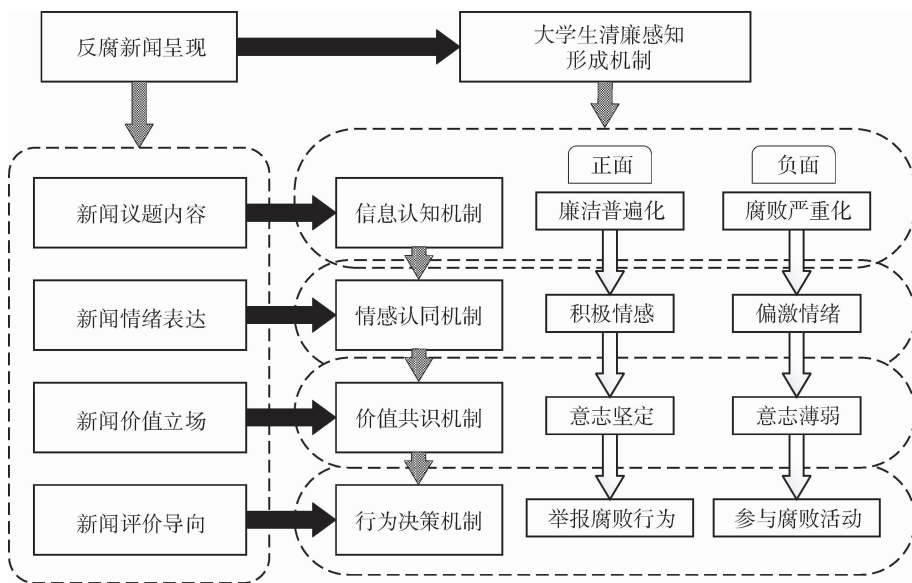 反腐新闻呈现
大学生清廉感知
形成机制
正面
负面
新闻议题内容
信息认知机制
廉洁普遍化
腐败严重化
新闻情绪表达
情感认同机制
积极情感
偏激情绪
新闻价值立场
价值共识机制
意志坚定
意志薄弱
新闻评价导向
行为决策机制
举报腐败行为
参与腐败活动